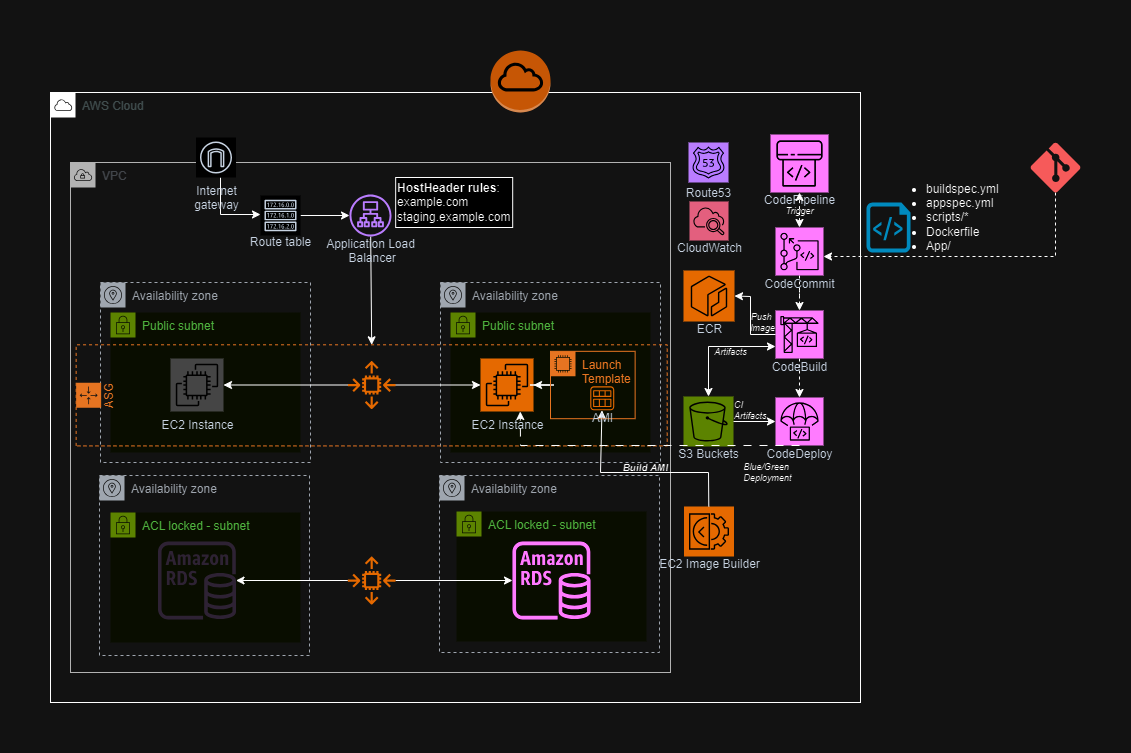 AWS Cloud
VPC
Internet
gateway
172.16.0.0
172.16.1.0
172.16.2.0
Route table
HostHeader rules:
example.com
staging.example.com
Application Load
Balancer
53
Route53
CloudWatch
ECR
CodePipeline
Trigger
CodeCommit
Push
Image
Artifacts
CodeBuild
CI
Artifacts
S3 Buckets
CodeDeploy
Blue/Green
Deployment
buildspec.yml
appspec.yml
scripts/*
Dockerfile
App/
Availability zone
Public subnet
Availability zone
Public subnet
ASG
EC2 Instance
EC2 Instance
Launch
Template
AMI
Build AMI
EC2 Image Builder
Availability zone
ACL locked - subnet
Amazon
RDS
Availability zone
ACL locked - subnet
Amazon
RDS